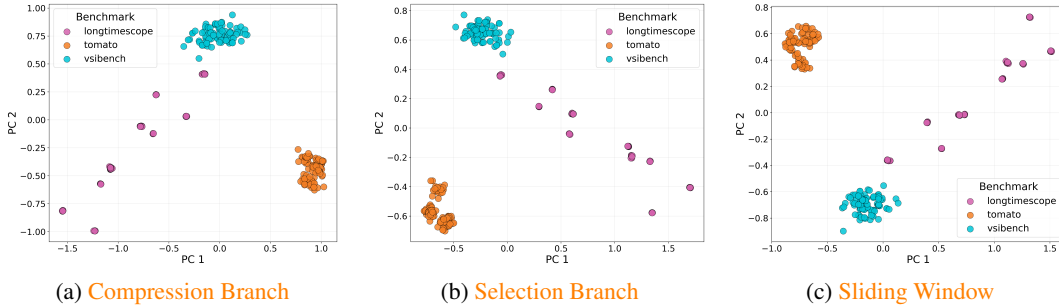 1.00
0.75
0.50
0.25
0.00
−0.25
−0.50
−0.75
−1.00
PC 2
−1.5 −1.0 −0.5 0.0 0.5 1.0
PC 1
Benchmark
longtimescope
tomato
vsibench
(a) Compression Branch
0.8
0.6
0.4
0.2
0.0
−0.2
−0.4
−0.6
PC 2
−0.5 0.0 0.5 1.0 1.5
PC 1
Benchmark
longtimescope
tomato
vsibench
(b) Selection Branch
0.8
0.6
0.4
0.2
0.0
−0.2
−0.4
−0.6
−0.8
PC 2
−1.0 −0.5 0.0 0.5 1.0 1.5
PC 1
Benchmark
longtimescope
tomato
vsibench
(c) Sliding Window